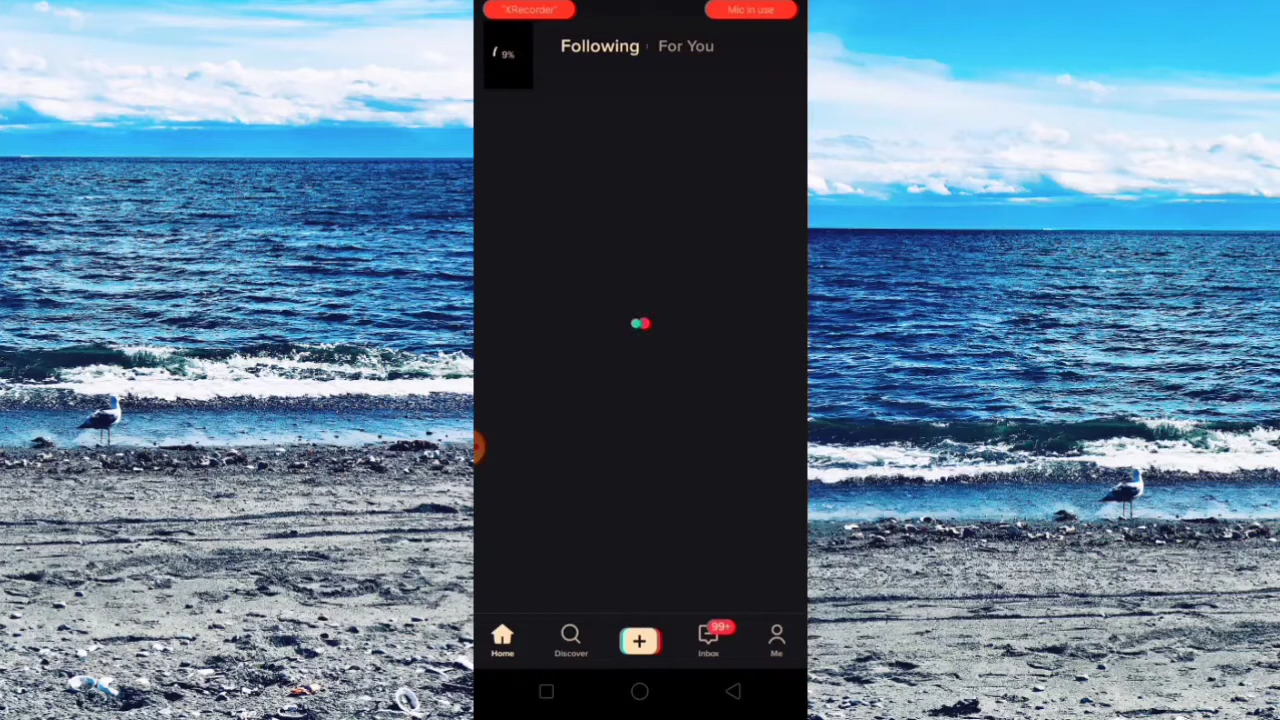 "XRecorder"
Mic in use
9%
Following
For You
99+
Home
Discover
Inbox
Me